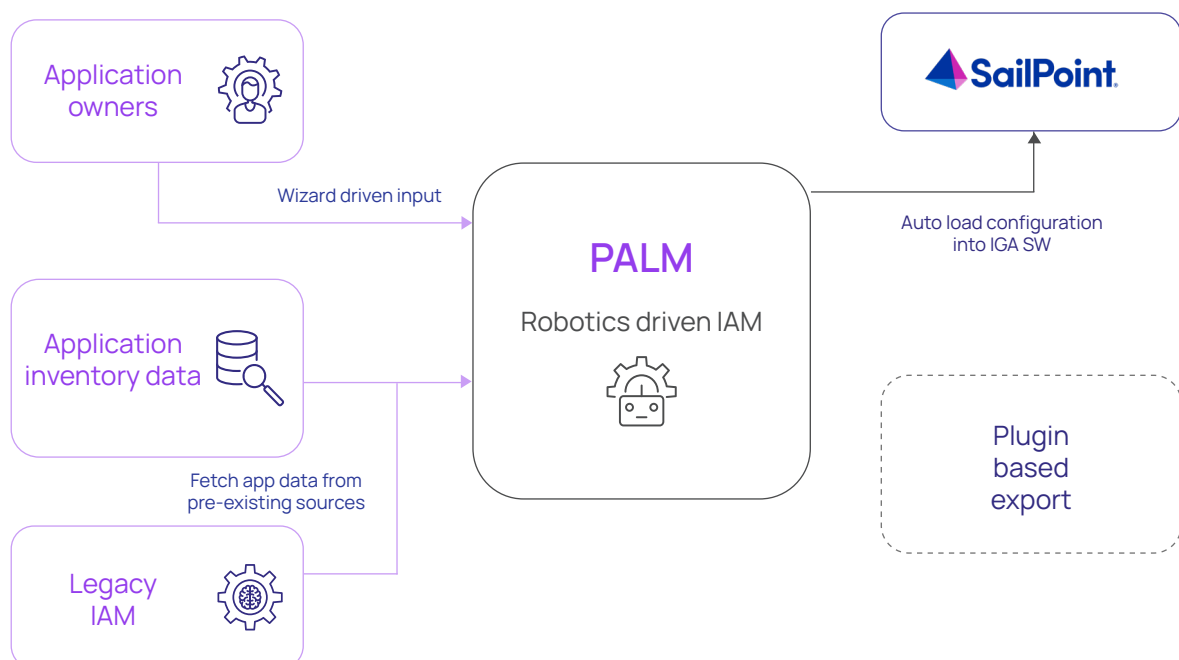 Application
owners
SailPoint
Wizard driven input
PALM
Robotics driven IAM
Auto load configuration
into IGA SW
Application
inventory data
Fetch app data from
pre-existing sources
Plugin
based
export
Legacy
IAM